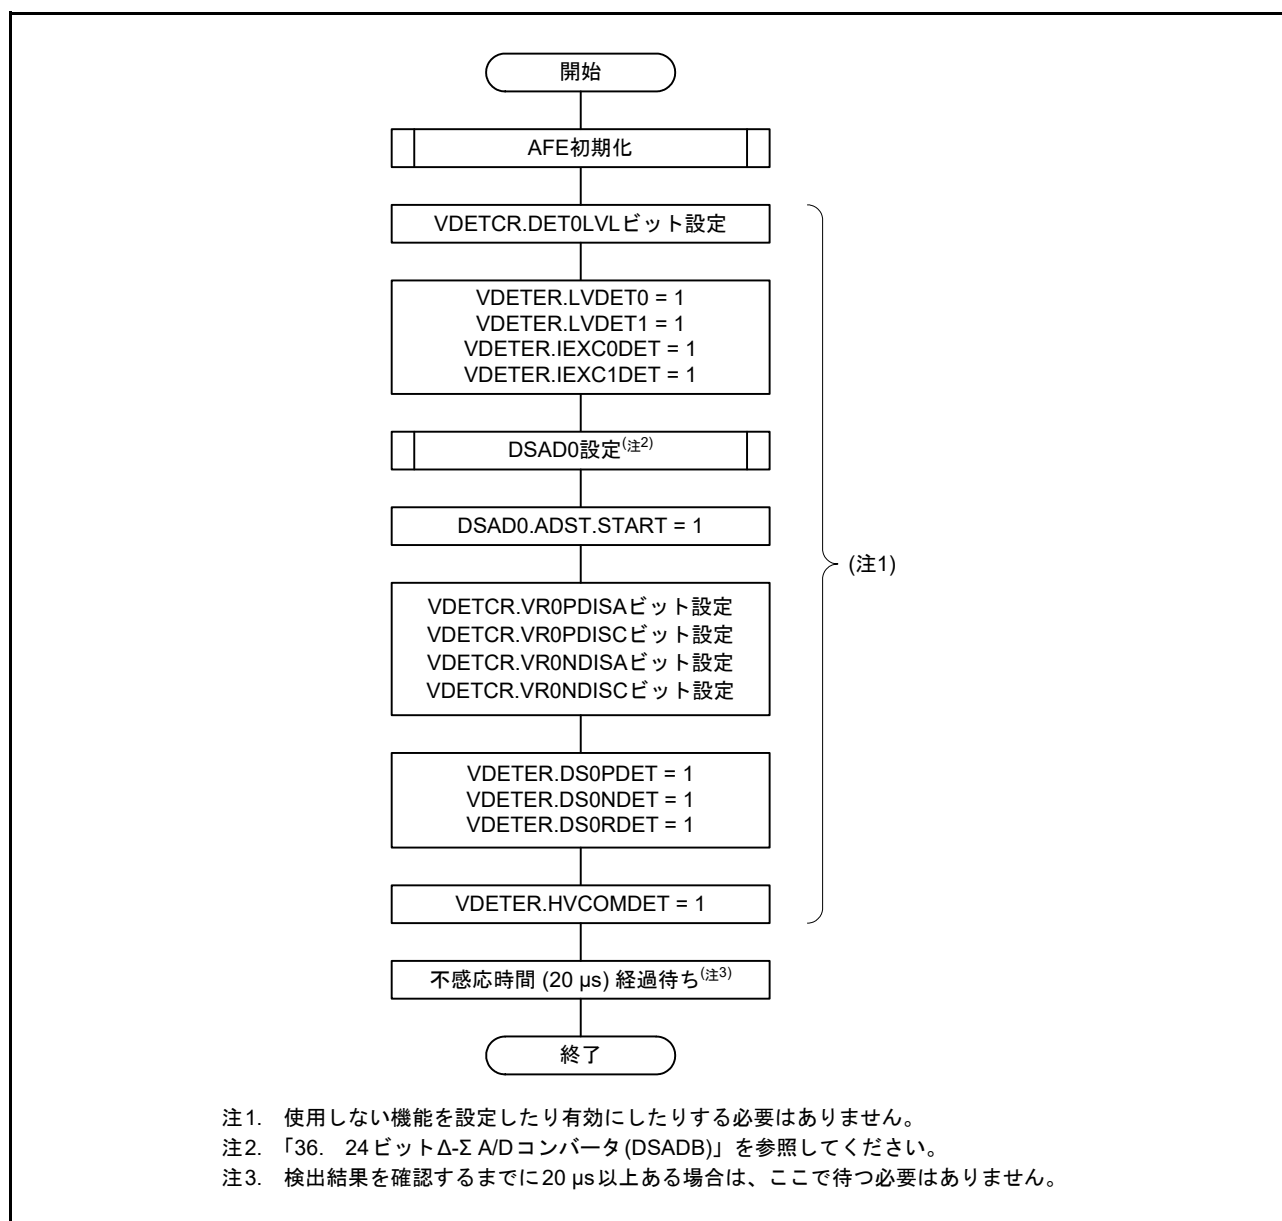 開始
AFE初期化
VDETCR.DET0LVLビット設定
VDETER.LVDET0 = 1
VDETER.LVDET1 = 1
VDETER.IEXC0DET = 1
VDETER.IEXC1DET = 1
DSAD0設定(注2)
DSAD0.ADST.START = 1
(注1)
VDETCR.VR0PDISAビット設定
VDETCR.VR0PDISCビット設定
VDETCR.VR0NDISAビット設定
VDETCR.VR0NDISCビット設定
VDETER.DS0PDET = 1
VDETER.DS0NDET = 1
VDETER.DS0RDET = 1
VDETER.HVCOMDET = 1
不感応時間 (20 μs) 経過待ち(注3)
終了
注1. 使用しない機能を設定したり有効にしたりする必要はありません。
注2. 「36. 24ビットΔ-Σ A/Dコンバータ(DSADB)」を参照してください。
注3. 検出結果を確認するまでに20 μs以上ある場合は、ここで待つ必要はありません。